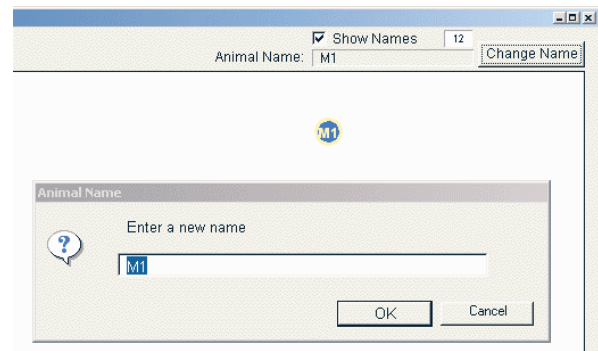 Show Names 12
Animal Name: M1 Change Name
M1
Animal Name
Enter a new name
M1
OK Cancel